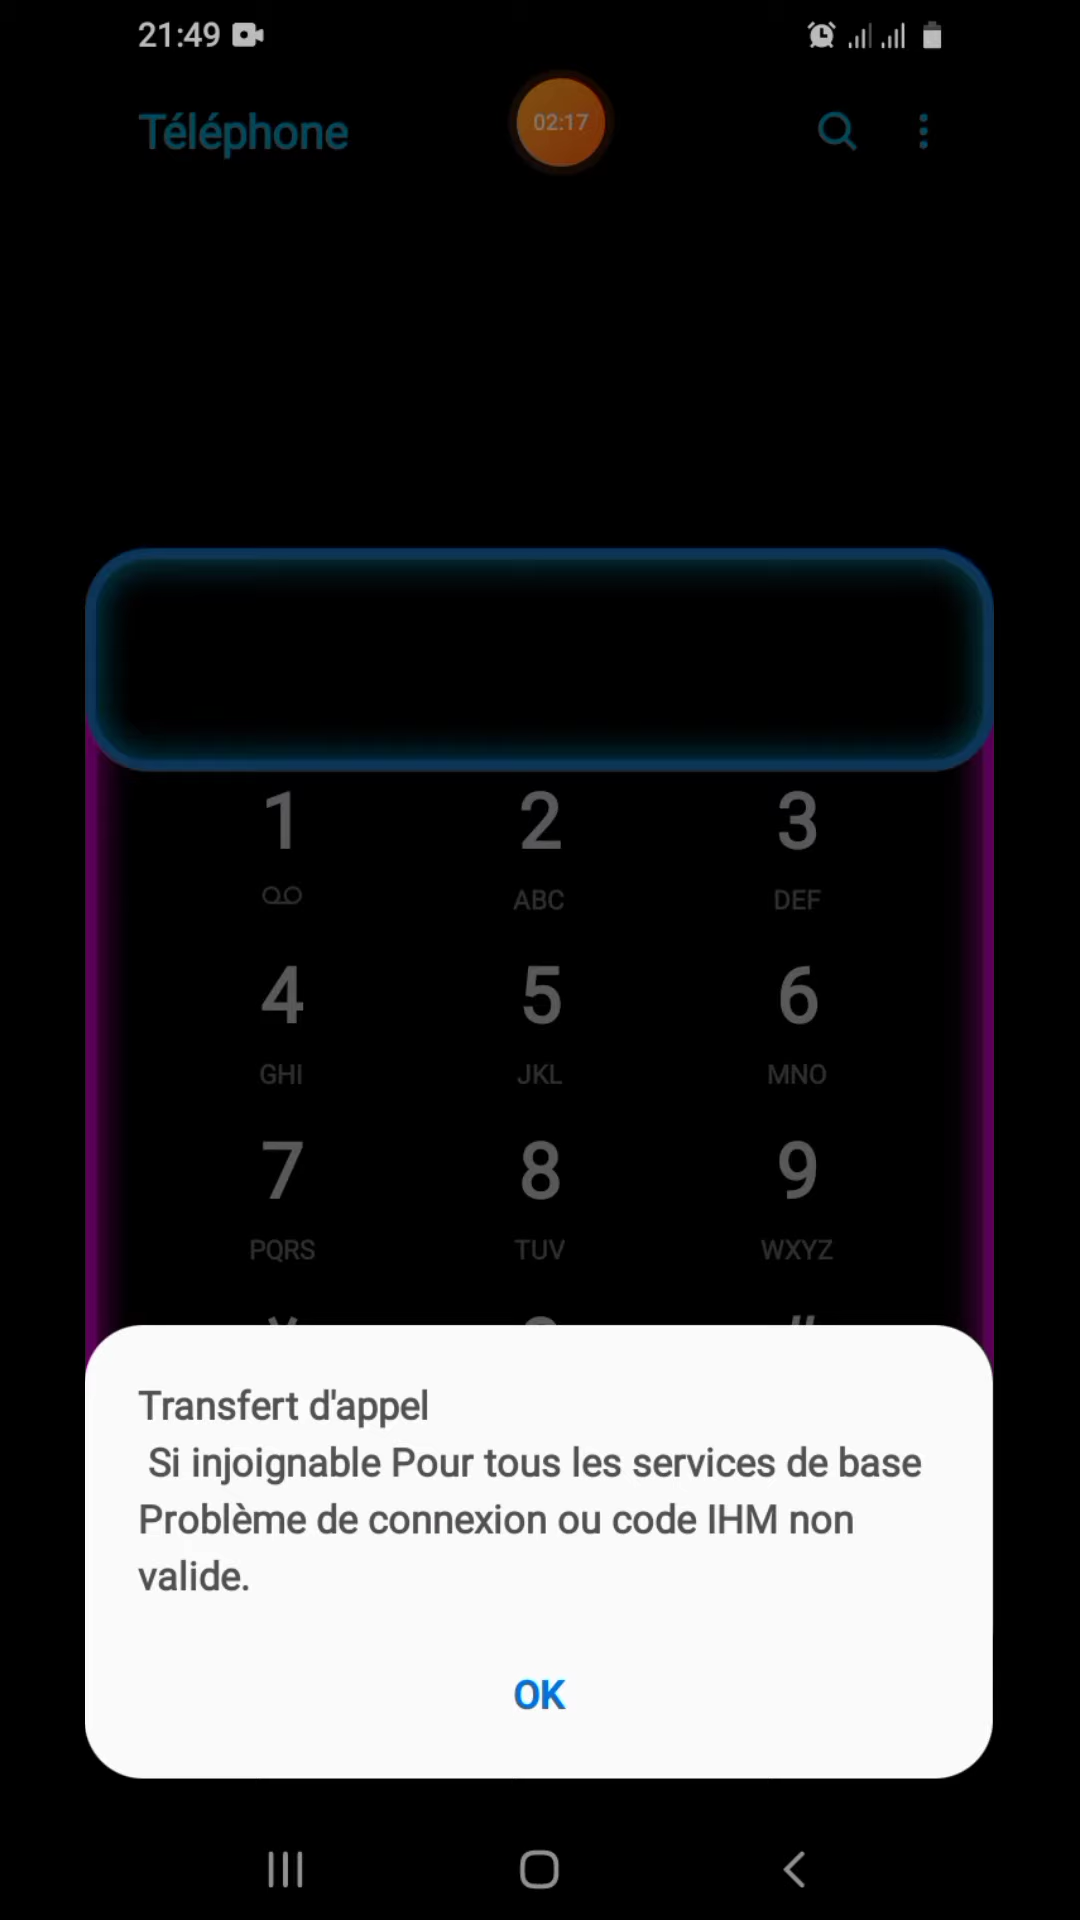 21:49
Téléphone
02:17
1
2
ABC
3
DEF
4
GHI
5
JKL
6
MNO
7
PQRS
8
TUV
9
WXYZ
Transfert d'appel
Si injoignable Pour tous les services de base
Problème de connexion ou code IHM non
valide.
OK